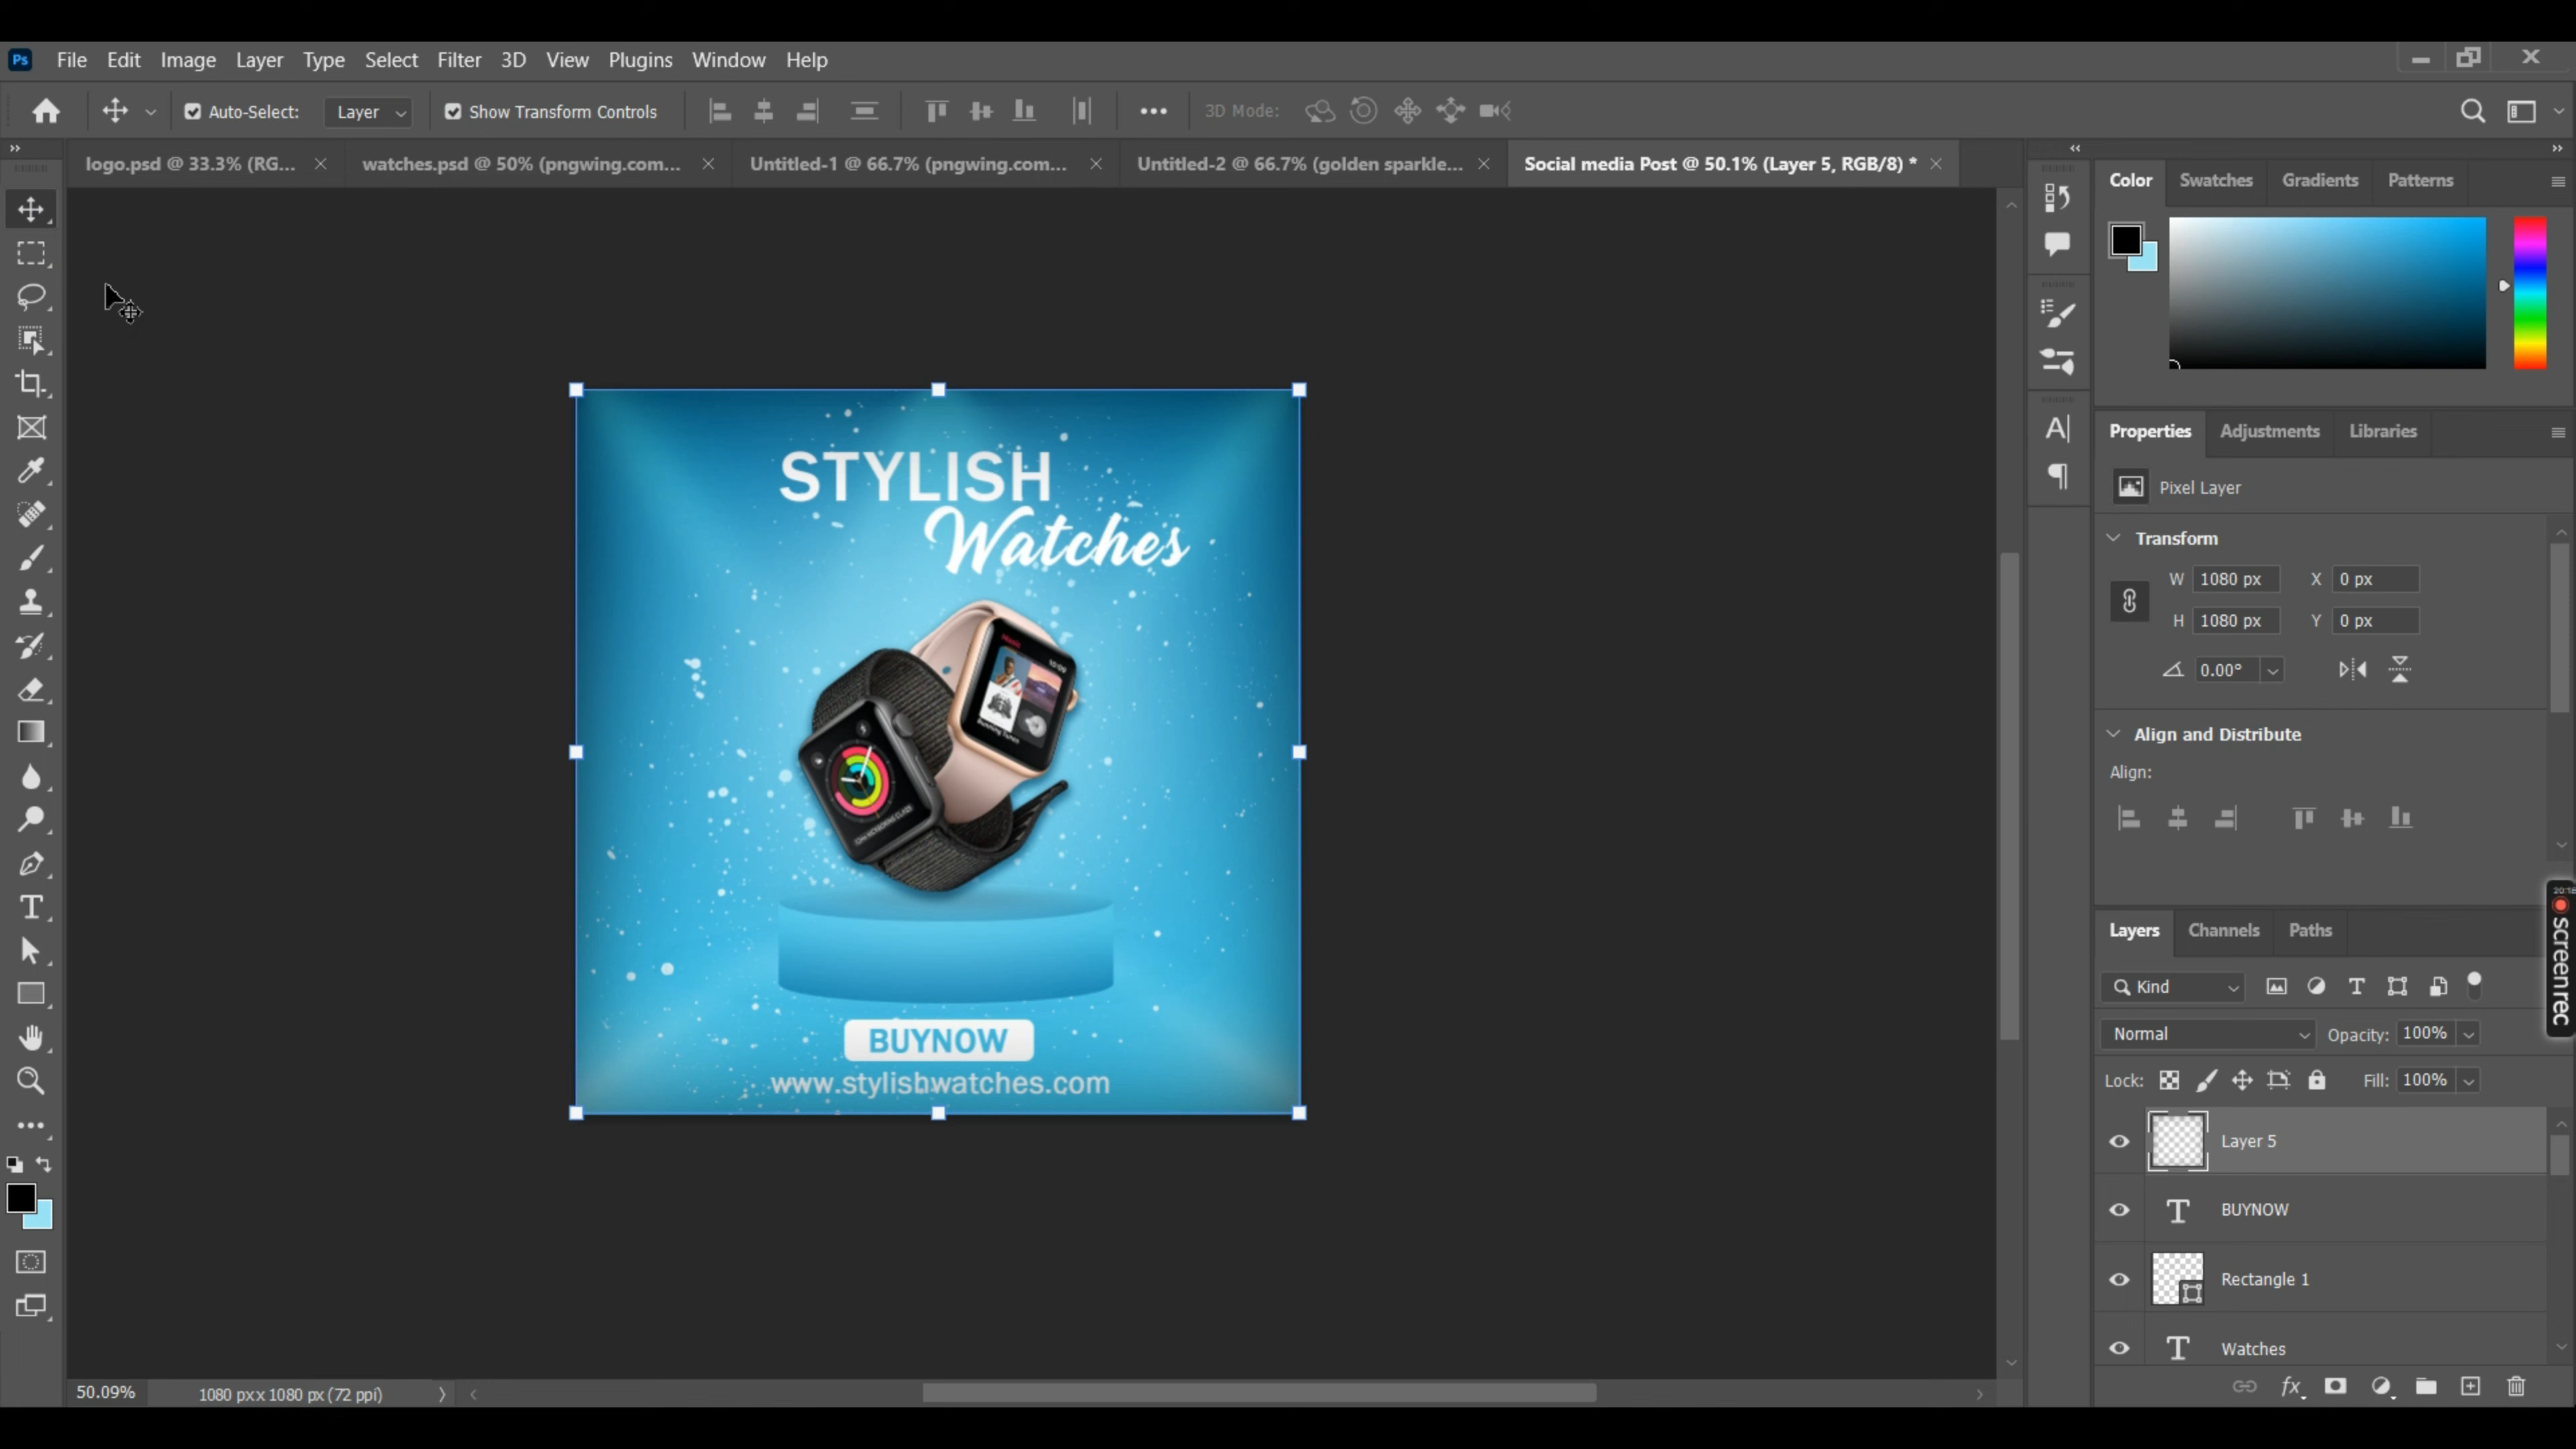 Ps File Edit Image Layer Type Select Filter 3D View Plugins Window Help
Auto-Select: Layer Show Transform Controls 3D Mode:
logo.psd @ 33.3% (RG... watches.psd @ 50% (pngwing.com... Untitled-1 @ 66.7% (pngwing.com... Untitled-2 @ 66.7% (golden sparkle... Social media Post @ 50.1% (Layer 5, RGB/8) *
Color Swatches Gradients Patterns
STYLISH
Watches
Music
10:09
BUYNOW
www.stylishwatches.com
Properties Adjustments Libraries
Pixel Layer
Transform
W 1080 px X 0 px
H 1080 px Y 0 px
0.00°
Align and Distribute
Align:
Layers Channels Paths
Kind
Normal Opacity: 100%
Lock: Fill: 100%
Layer 5
BUYNOW
Rectangle 1
Watches
screenrec
50.09% 1080 px x 1080 px (72 ppi)